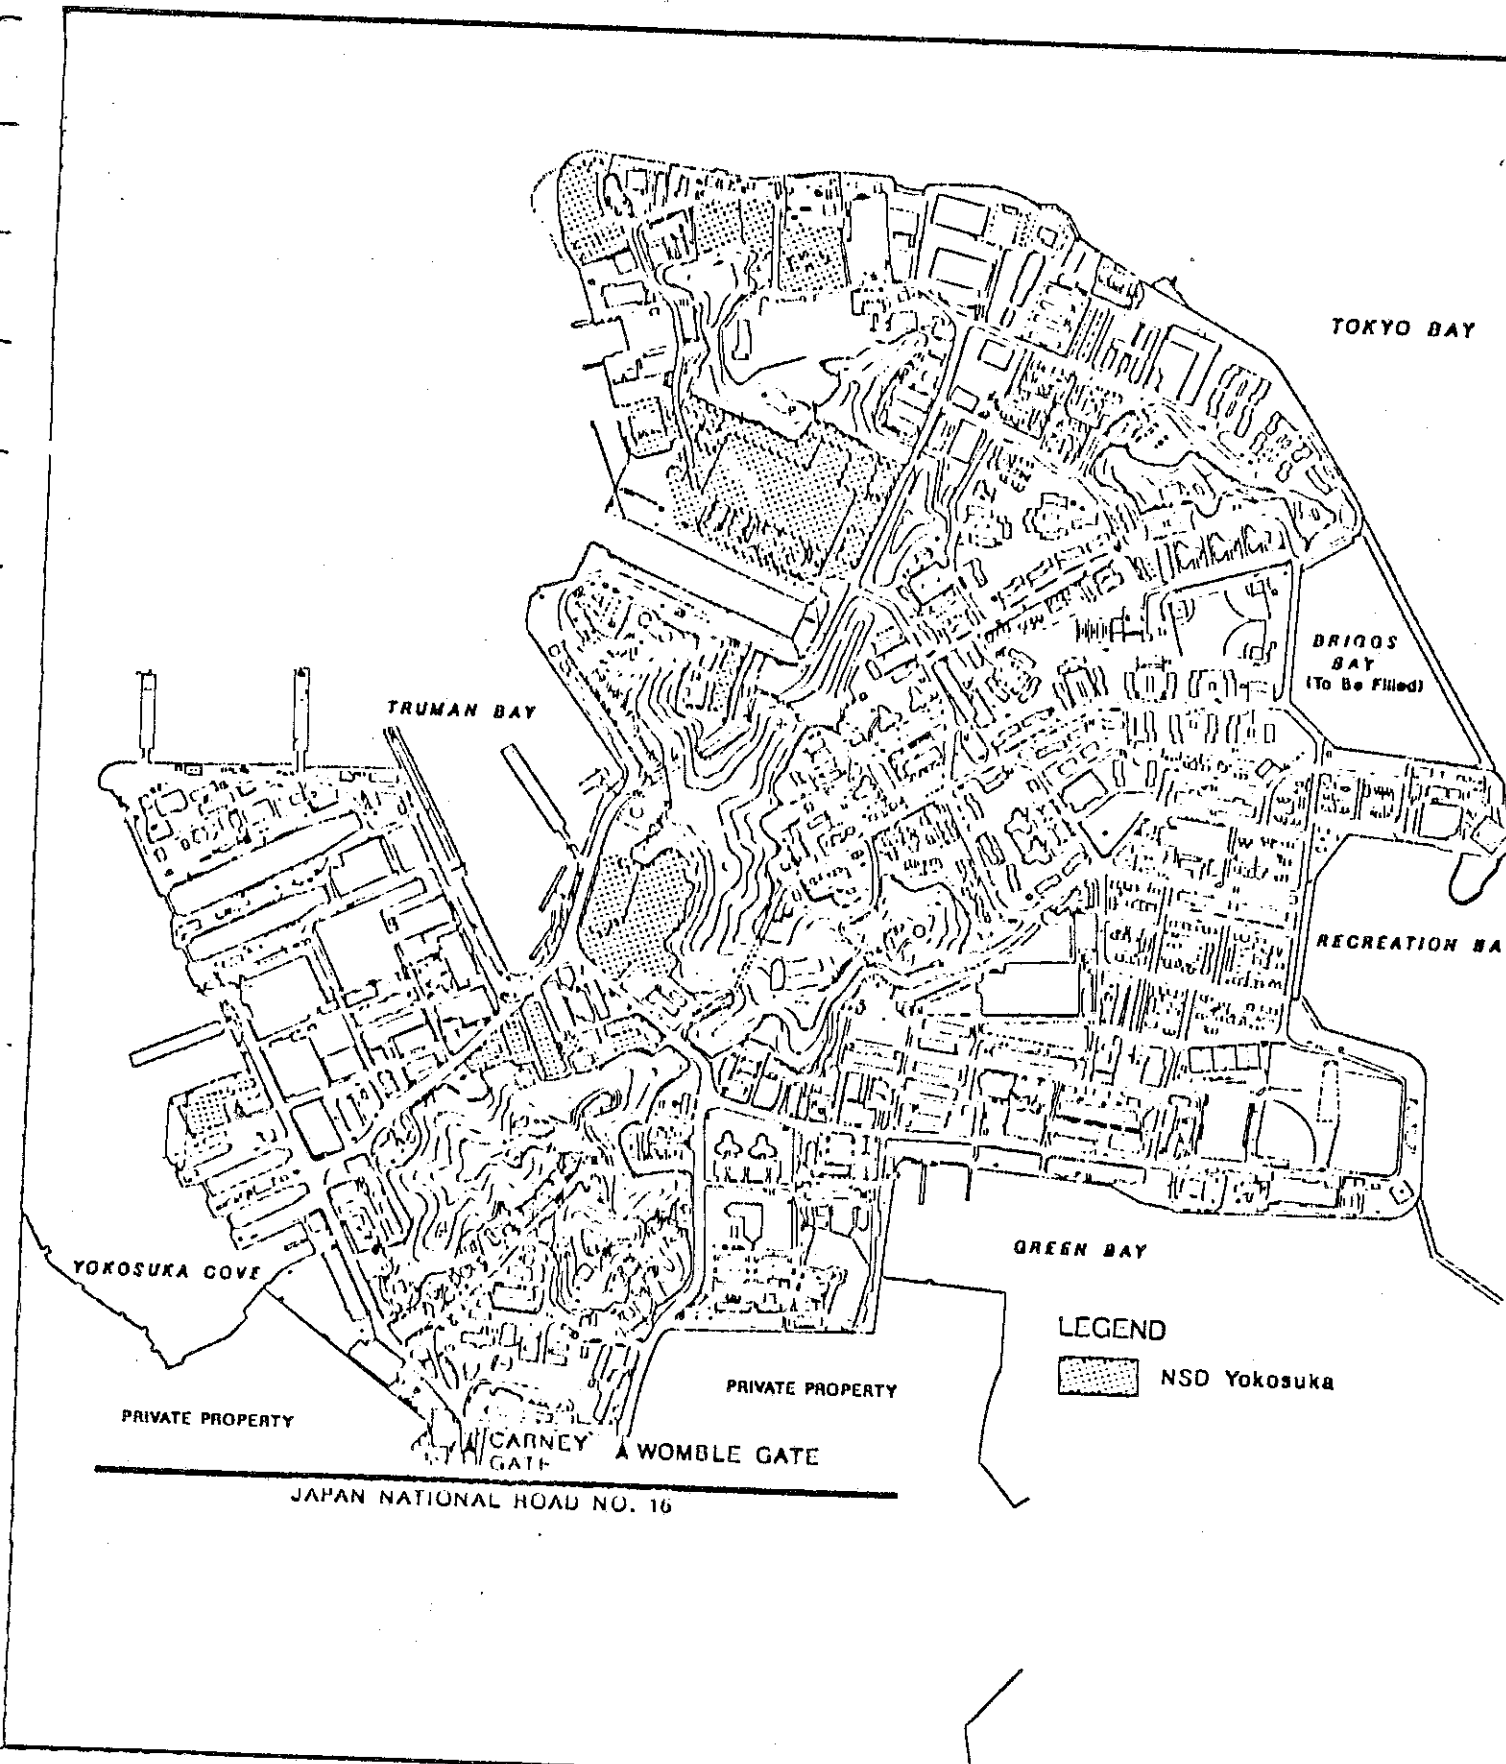 TOKYO BAY
BRIGGS
BAY
(To Be Filled)
TRUMAN BAY
RECREATION BA
YOKOSUKA COVE
GREEN BAY
LEGEND
NSD Yokosuka
PRIVATE PROPERTY
PRIVATE PROPERTY
CARNEY
GATE
WOMBLE GATE
JAPAN NATIONAL ROAD NO. 16